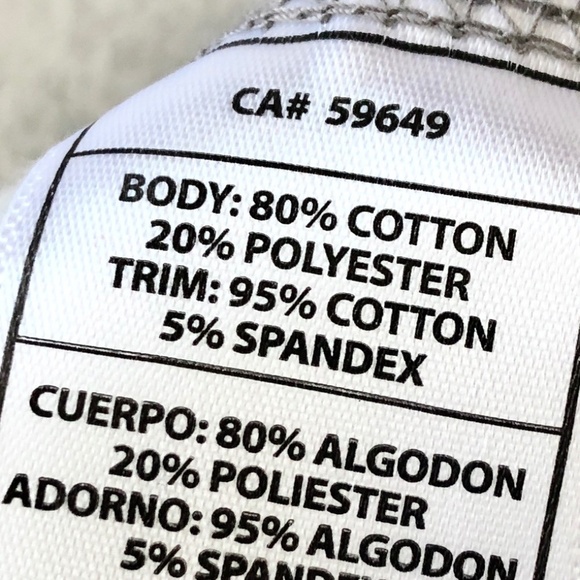 CA# 59649
BODY: 80% COTTON
20% POLYESTER
TRIM: 95% COTTON
5% SPANDEX
CUERPO: 80% ALGODON
20% POLIESTER
ADORNO: 95% ALGODON
5% SPANDEX